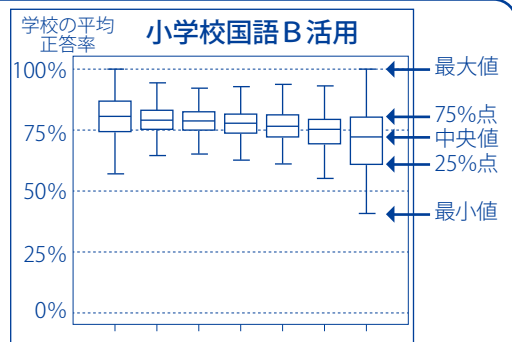 学校の平均
正答率
小学校国語B活用
100%
75%
50%
25%
0%
最大値
75%点
中央値
25%点
最小値